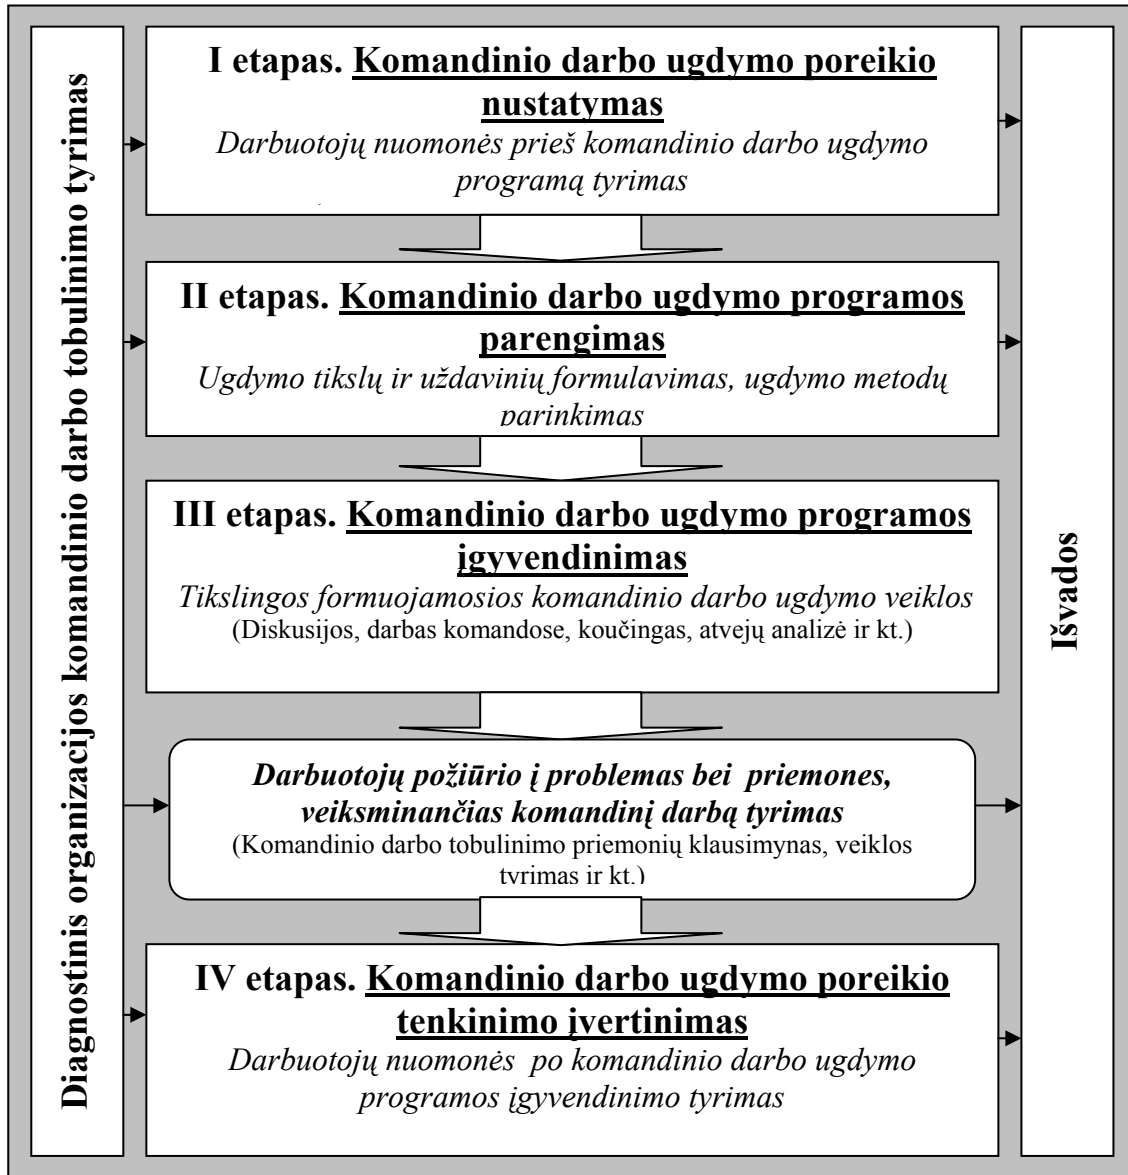 Diagnostinis organizacijos komandinio darbo tobulinimo tyrimas
I etapas. Komandinio darbo ugdymo poreikio
nustatymas
Darbuotojų nuomonės prieš komandinio darbo ugdymo
programą tyrimas
II etapas. Komandinio darbo ugdymo programos
parengimas
Ugdymo tikslų ir uždavinių formulavimas, ugdymo metodų
parinkimas
III etapas. Komandinio darbo ugdymo programos
įgyvendinimas
Tikslingos formuojamosios komandinio darbo ugdymo veiklos
(Diskusijos, darbas komandose, koučingas, atvejų analizė ir kt.)
Darbuotojų požiūrio į problemas bei priemones,
veiksminančias komandinį darbą tyrimas
(Komandinio darbo tobulinimo priemonių klausimynas, veiklos
tyrimas ir kt.)
IV etapas. Komandinio darbo ugdymo poreikio
tenkinimo įvertinimas
Darbuotojų nuomonės po komandinio darbo ugdymo
programos įgyvendinimo tyrimas
Išvados